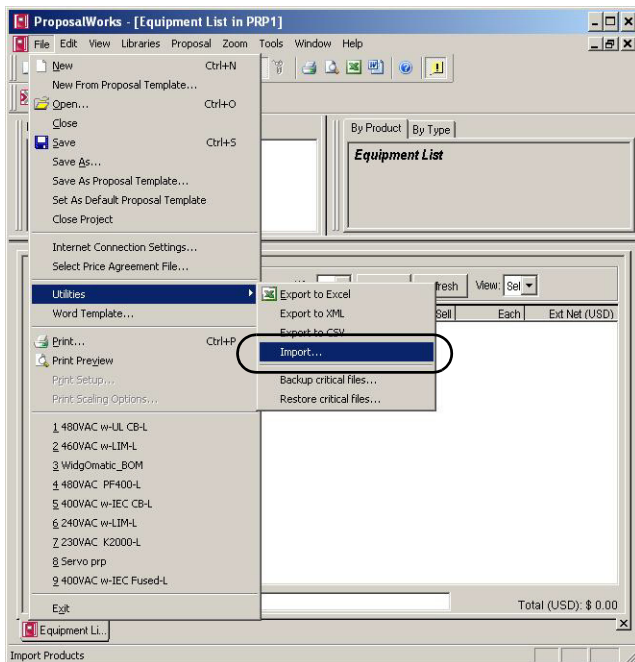 ProposalWorks - [Equipment List in PRP1]
File Edit View Libraries Proposal Zoom Tools Window Help
New Ctrl+N
New From Proposal Template...
Open... Ctrl+O
Close
Save Ctrl+S
Save As...
Save As Proposal Template...
Set As Default Proposal Template
Close Project
Internet Connection Settings...
Select Price Agreement File...
Utilities
Word Template...
Print... Ctrl+P
Print Preview
Print Setup...
Print Scaling Options...
1 480VAC w-UL CB-L
2 460VAC w-LIM-L
3 WidgOmatic_BOM
4 480VAC PF400-L
5 400VAC w-IEC CB-L
6 240VAC w-LIM-L
7 230VAC K2000-L
8 Servo prp
9 400VAC w-IEC Fused-L
Exit
Export to Excel
Export to XML
Export to CSV
Import...
Backup critical files...
Restore critical files...
By Product By Type
Equipment List
fresh View: Sel
Sell Each Ext Net (USD)
Total (USD): $ 0.00
Equipment Li...
Import Products